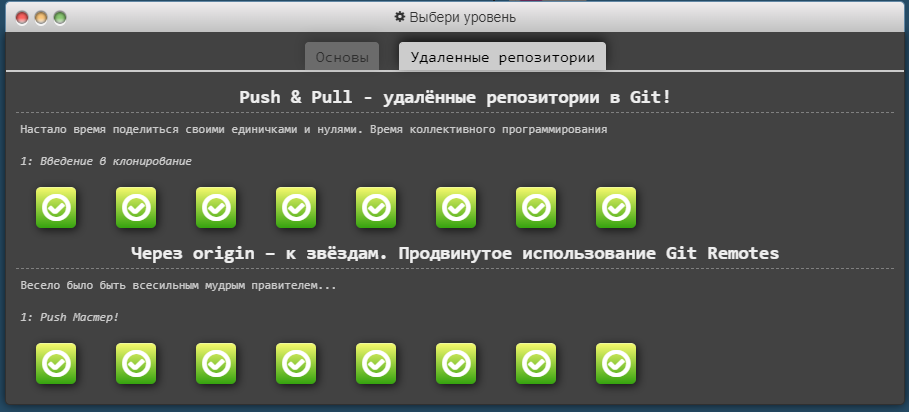 Выбери уровень
Основы
Удаленные репозитории
Push & Pull - удалённые репозитории в Git!
Настало время поделиться своими единичками и нулями. Время коллективного программирования
1: Введение в клонирование
Через origin – к звёздам. Продвинутое использование Git Remotes
Весело было быть всесильным мудрым правителем...
1: Push Мастер!